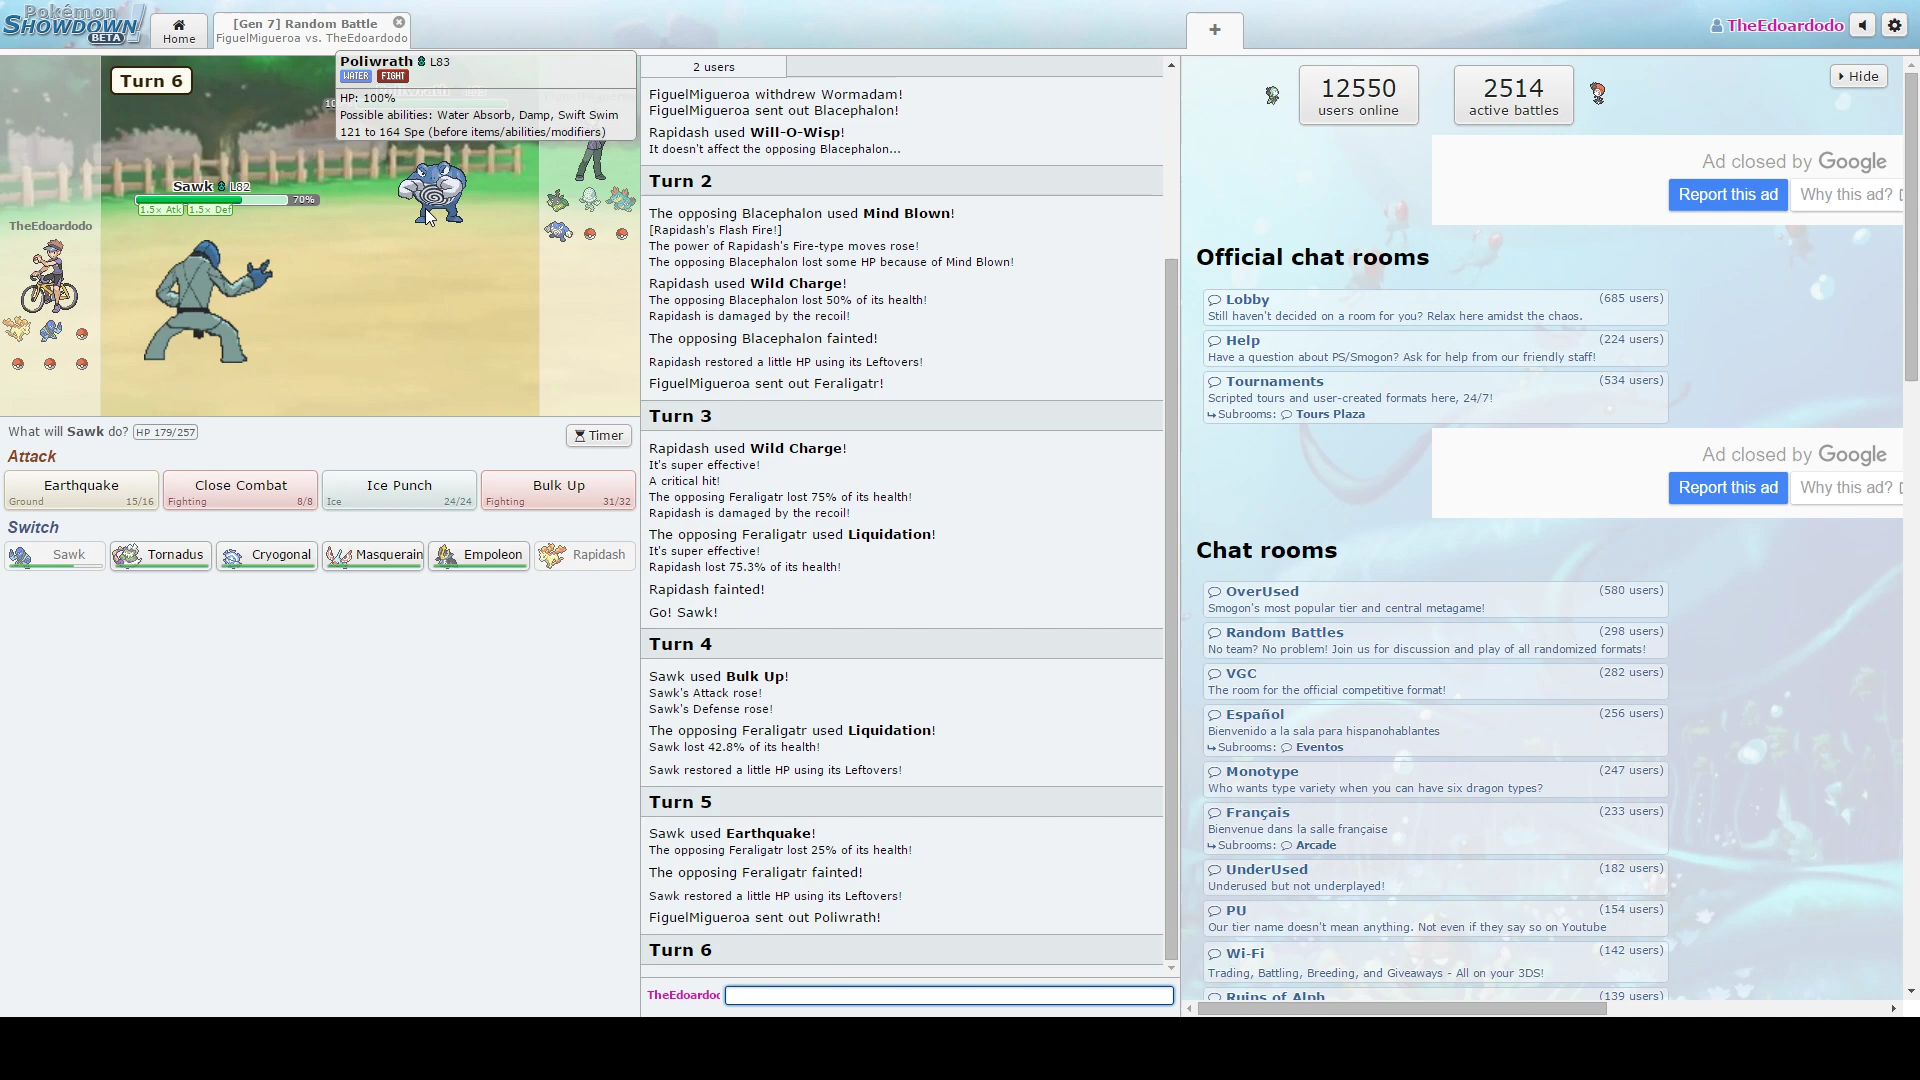 Pokémon
SHOWDOWN!
BETA
Home
[Gen 7] Random Battle
FiguelMigueroa vs. TheEdoardodo
+
TheEdoardodo
Turn 6
Poliwrath L83
WATER FIGHT
HP: 100%
Possible abilities: Water Absorb, Damp, Swift Swim
121 to 164 Spe (before items/abilities/modifiers)
Sawk L82
70%
1.5× Atk 1.5× Def
TheEdoardodo
What will Sawk do? HP 179/257
Timer
Attack
Earthquake
Ground 15/16
Close Combat
Fighting 8/8
Ice Punch
Ice 24/24
Bulk Up
Fighting 31/32
Switch
Sawk
Tornadus
Cryogonal
Masquerain
Empoleon
Rapidash
2 users
FiguelMigueroa withdrew Wormadam!
FiguelMigueroa sent out Blacephalon!
Rapidash used Will-O-Wisp!
It doesn't affect the opposing Blacephalon...
Turn 2
The opposing Blacephalon used Mind Blown!
[Rapidash's Flash Fire!]
The power of Rapidash's Fire-type moves rose!
The opposing Blacephalon lost some HP because of Mind Blown!
Rapidash used Wild Charge!
The opposing Blacephalon lost 50% of its health!
Rapidash is damaged by the recoil!
The opposing Blacephalon fainted!
Rapidash restored a little HP using its Leftovers!
FiguelMigueroa sent out Feraligatr!
Turn 3
Rapidash used Wild Charge!
It's super effective!
A critical hit!
The opposing Feraligatr lost 75% of its health!
Rapidash is damaged by the recoil!
The opposing Feraligatr used Liquidation!
It's super effective!
Rapidash lost 75.3% of its health!
Rapidash fainted!
Go! Sawk!
Turn 4
Sawk used Bulk Up!
Sawk's Attack rose!
Sawk's Defense rose!
The opposing Feraligatr used Liquidation!
Sawk lost 42.8% of its health!
Sawk restored a little HP using its Leftovers!
Turn 5
Sawk used Earthquake!
The opposing Feraligatr lost 25% of its health!
The opposing Feraligatr fainted!
Sawk restored a little HP using its Leftovers!
FiguelMigueroa sent out Poliwrath!
Turn 6
TheEdoardoc
12550
users online
2514
active battles
Hide
Ad closed by Google
Report this ad
Why this ad?
Official chat rooms
Lobby (685 users)
Still haven't decided on a room for you? Relax here amidst the chaos.
Help (224 users)
Have a question about PS/Smogon? Ask for help from our friendly staff!
Tournaments (534 users)
Scripted tours and user-created formats here, 24/7!
Subrooms: Tours Plaza
Ad closed by Google
Report this ad
Why this ad?
Chat rooms
OverUsed (580 users)
Smogon's most popular tier and central metagame!
Random Battles (298 users)
No team? No problem! Join us for discussion and play of all randomized formats!
VGC (282 users)
The room for the official competitive format!
Español (256 users)
Bienvenido a la sala para hispanohablantes
Subrooms: Eventos
Monotype (247 users)
Who wants type variety when you can have six dragon types?
Français (233 users)
Bienvenue dans la salle française
Subrooms: Arcade
UnderUsed (182 users)
Underused but not underplayed!
PU (154 users)
Our tier name doesn't mean anything. Not even if they say so on Youtube
Wi-Fi (142 users)
Trading, Battling, Breeding, and Giveaways - All on your 3DS!
Ruins of Alph (139 users)